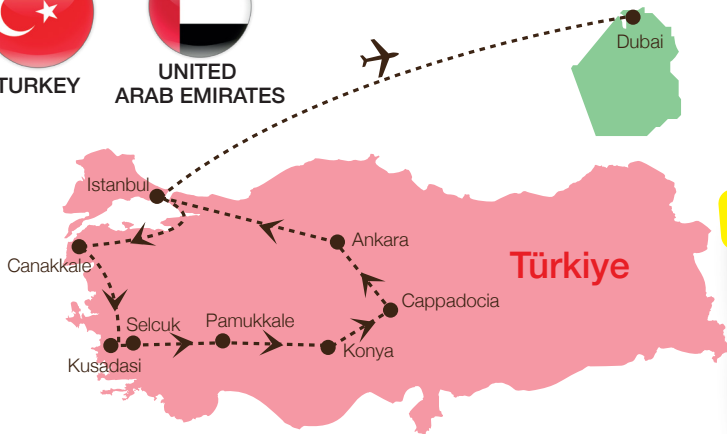 TURKEY
UNITED
ARAB EMIRATES
Dubai
Istanbul
Ankara
Türkiye
Canakkale
Cappadocia
Selcuk
Pamukkale
Konya
Kusadasi